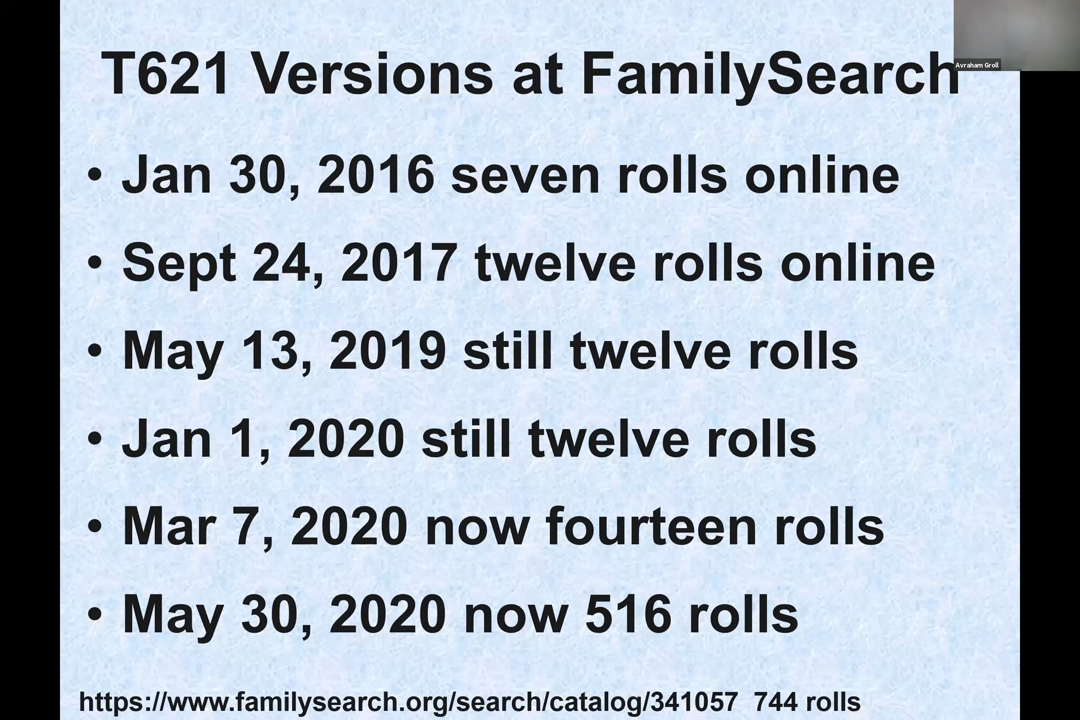 T621 Versions at FamilySearch
Avraham Groll
• Jan 30, 2016 seven rolls online
• Sept 24, 2017 twelve rolls online
• May 13, 2019 still twelve rolls
• Jan 1, 2020 still twelve rolls
• Mar 7, 2020 now fourteen rolls
• May 30, 2020 now 516 rolls
https://www.familysearch.org/search/catalog/341057 744 rolls